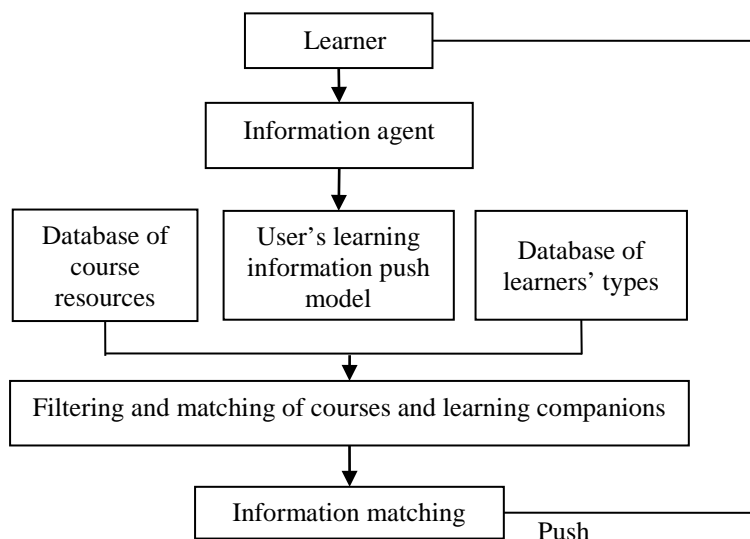 Learner
Information agent
Database of
course
resources
User’s learning
information push
model
Database of
learners’ types
Filtering and matching of courses and learning companions
Information matching
Push